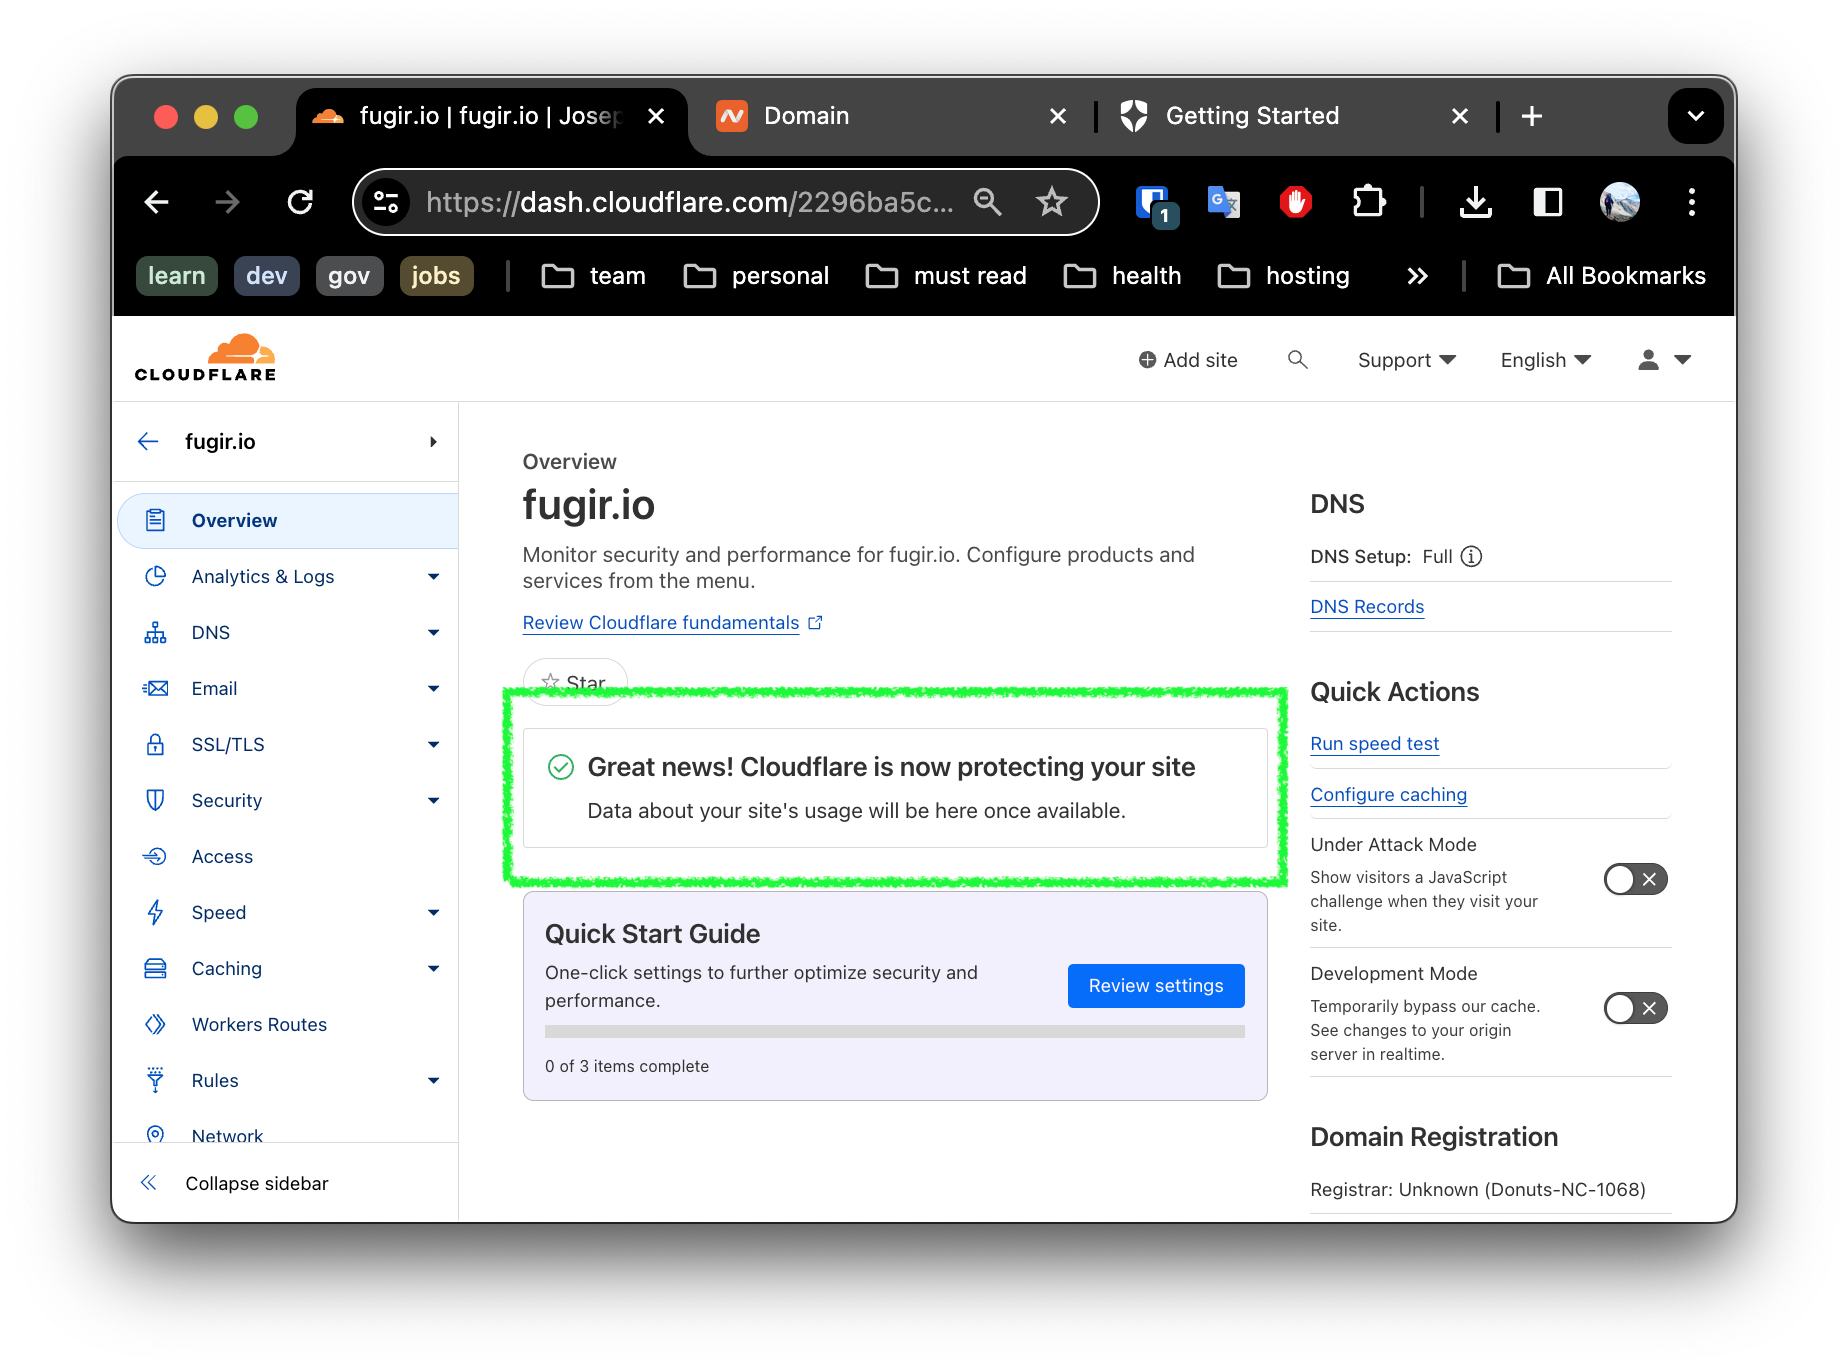 fugir.io | fugir.io | Josep
Domain
Getting Started
https://dash.cloudflare.com/2296ba5c...
1
learn
dev
gov
jobs
team
personal
must read
health
hosting
All Bookmarks
CLOUDFLARE
Add site
Support
English
fugir.io
Overview
Analytics & Logs
DNS
Email
SSL/TLS
Security
Access
Speed
Caching
Workers Routes
Rules
Network
Collapse sidebar
Overview
fugir.io
Monitor security and performance for fugir.io. Configure products and
services from the menu.
Review Cloudflare fundamentals
Star
Great news! Cloudflare is now protecting your site
Data about your site's usage will be here once available.
Quick Start Guide
One-click settings to further optimize security and
performance.
Review settings
0 of 3 items complete
DNS
DNS Setup: Full
DNS Records
Quick Actions
Run speed test
Configure caching
Under Attack Mode
Show visitors a JavaScript
challenge when they visit your
site.
Development Mode
Temporarily bypass our cache.
See changes to your origin
server in realtime.
Domain Registration
Registrar: Unknown (Donuts-NC-1068)